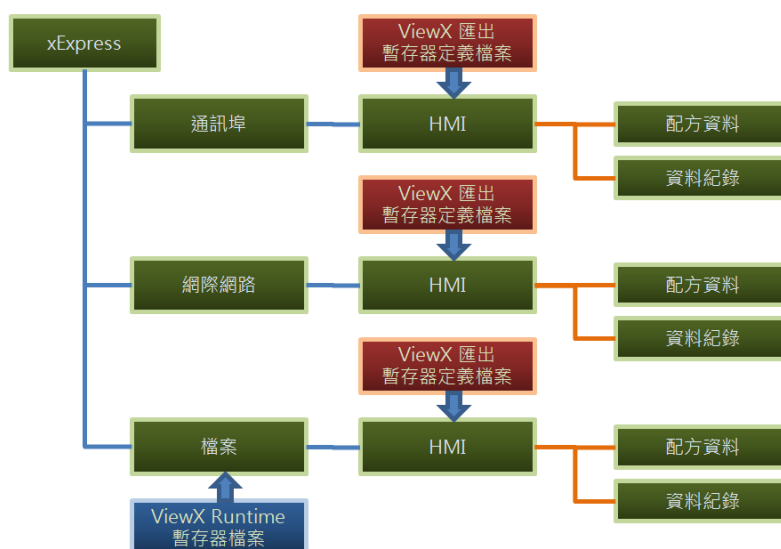 xExpress
ViewX 匯出
暫存器定義檔案
通訊埠
HMI
配方資料
資料紀錄
ViewX 匯出
暫存器定義檔案
網際網路
HMI
配方資料
資料紀錄
ViewX 匯出
暫存器定義檔案
檔案
HMI
配方資料
資料紀錄
ViewX Runtime
暫存器檔案